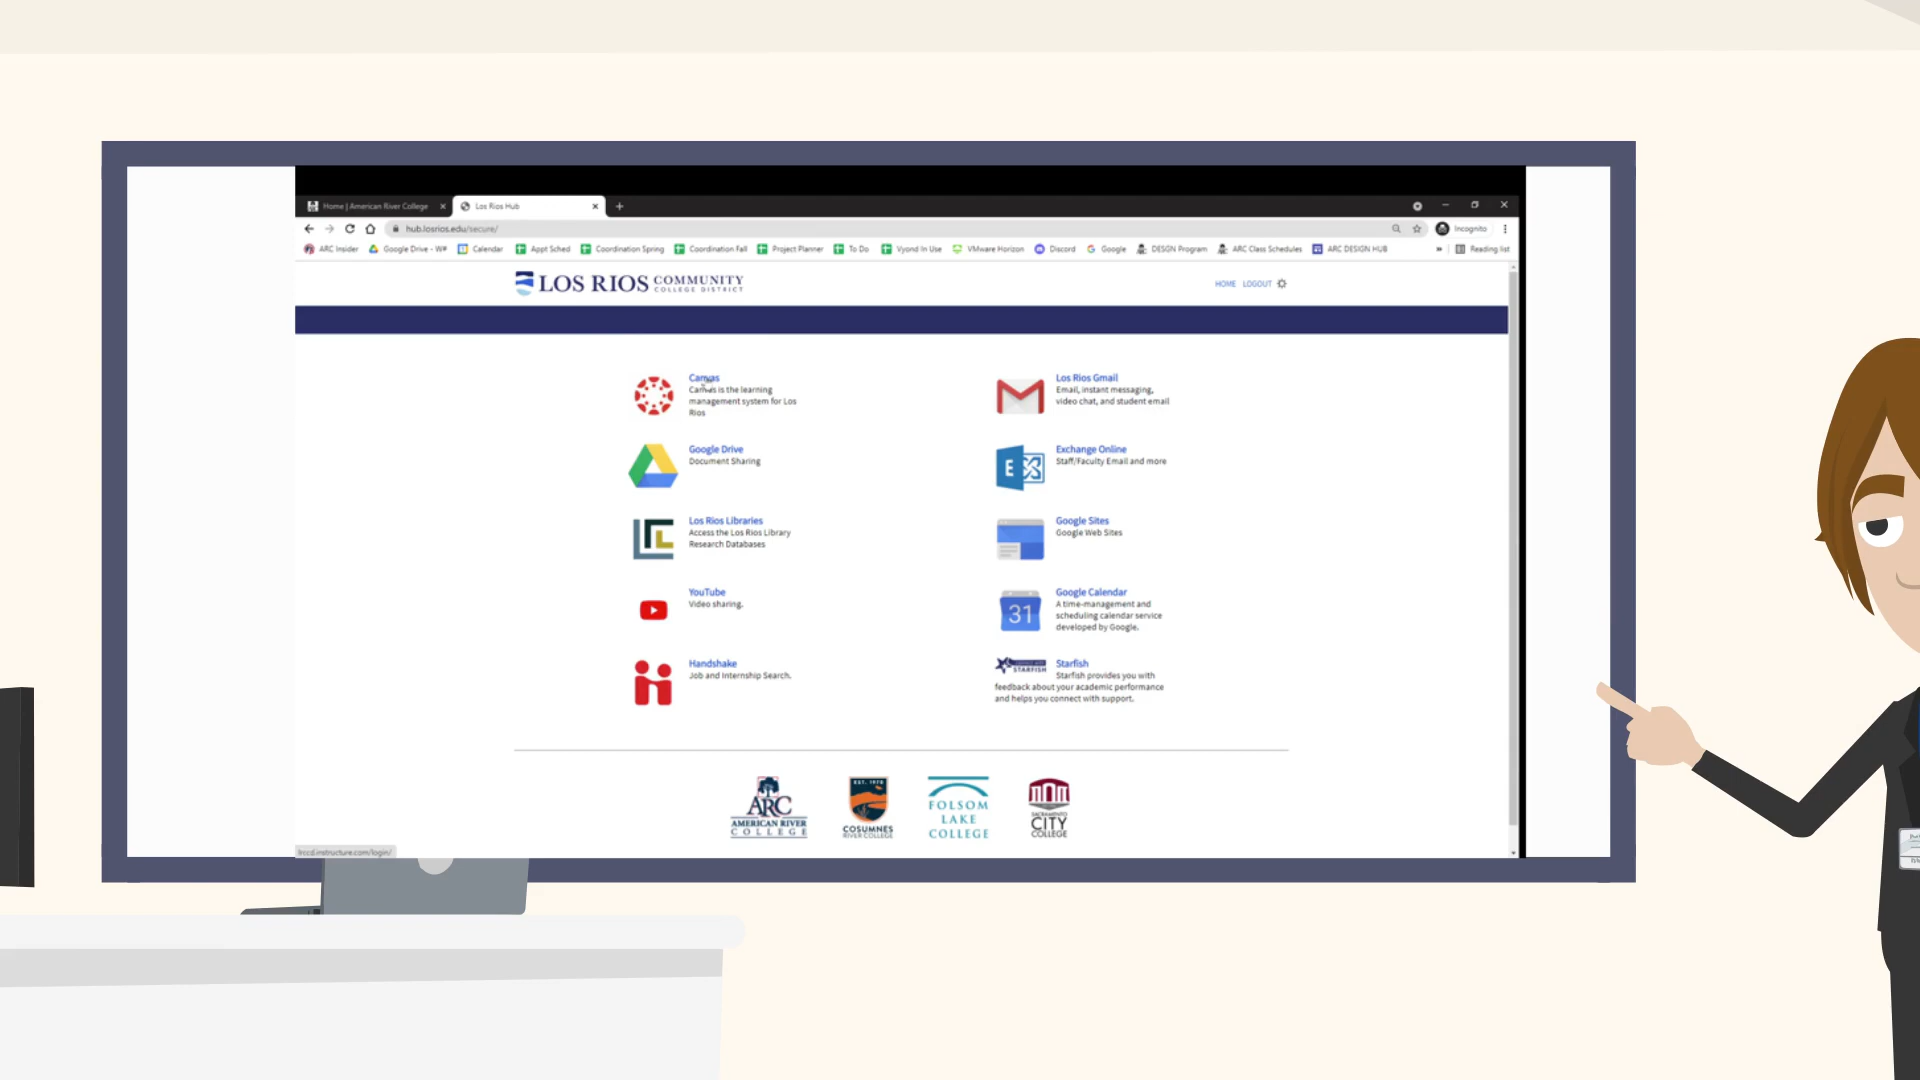 Home | American River College
Los Rios Hub
hub.losrios.edu/secure/
Incognito
ARC Insider
Google Drive - W#
Calendar
Appt Sched
Coordination Spring
Coordination Fall
Project Planner
To Do
Vyond In Use
VMware Horizon
Discord
Google
DESGN Program
ARC Class Schedules
ARC DESIGN HUB
»
Reading list
LOS RIOS COMMUNITY
COLLEGE DISTRICT
HOME LOGOUT
Canvas
Canvas is the learning
management system for Los
Rios
Los Rios Gmail
Email, instant messaging,
video chat, and student email
Google Drive
Document Sharing
E
Exchange Online
Staff/Faculty Email and more
Los Rios Libraries
Access the Los Rios Library
Research Databases
Google Sites
Google Web Sites
YouTube
Video sharing.
31
Google Calendar
A time-management and
scheduling calendar service
developed by Google.
Handshake
Job and Internship Search.
STARFISH
Starfish
Starfish provides you with
feedback about your academic performance
and helps you connect with support.
ARC
AMERICAN RIVER
COLLEGE
EST. 1970
COSUMNES
RIVER COLLEGE
FOLSOM
LAKE
COLLEGE
SACRAMENTO
CITY
COLLEGE
lrccd.instructure.com/login/